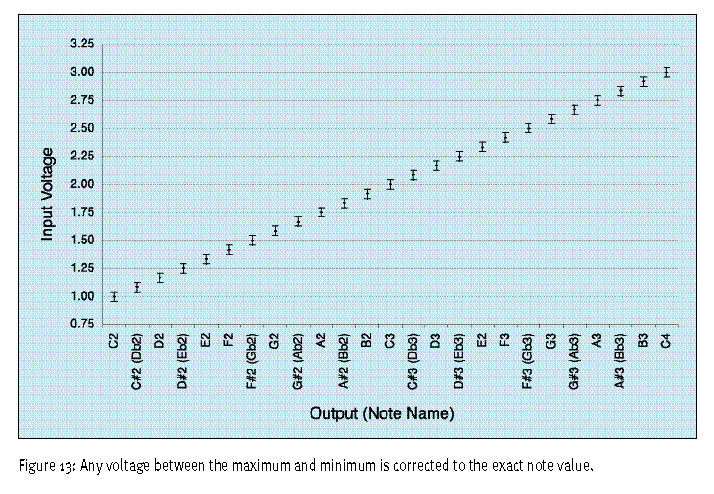 3.25
3.00
2.75
2.50
2.25
2.00
1.75
1.50
1.25
1.00
0.75
Input Voltage
C2
C#2 (Db2)
D2
D#2 (Eb2)
E2
F2
F#2 (Gb2)
G2
G#2 (Ab2)
A2
A#2 (Bb2)
B2
C3
C#3 (Db3)
D3
D#3 (Eb3)
E2
F3
F#3 (Gb3)
G3
G#3 (Ab3)
A3
A#3 (Bb3)
B3
C4
Output (Note Name)
Figure 13: Any voltage between the maximum and minimum is corrected to the exact note value.